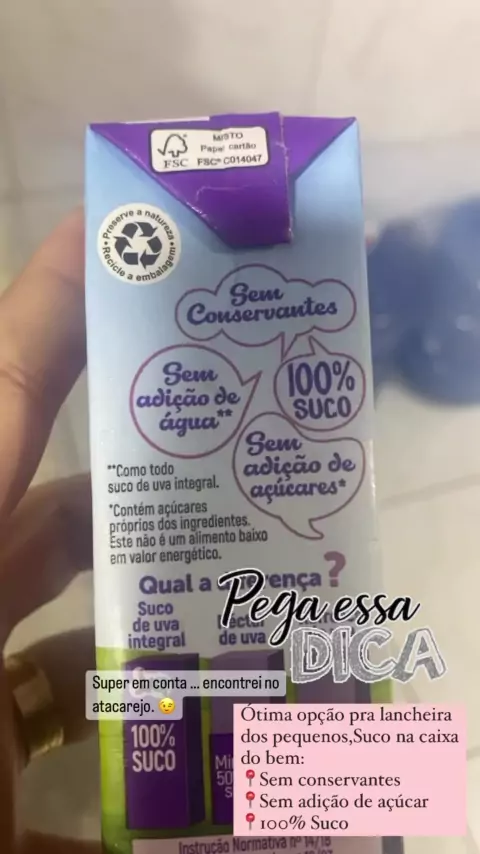 MISTO
Papel cartão
FSC FSC® C014047
Preserve a natureza
Recicle a embalagem
Sem
Conservantes
Sem
adição de
água**
100%
SUCO
Sem
adição de
açúcares*
**Como todo
suco de uva integral.
*Contém açúcares
próprios dos ingredientes.
Este não é um alimento baixo
em valor energético.
Qual a
?
Pega essa
DICA
Suco
de uva
integral
de uva
100%
SUCO
Super em conta ... encontrei no
atacarejo. 😉
Ótima opção pra lancheira
dos pequenos,Suco na caixa
do bem:
📍Sem conservantes
📍Sem adição de açúcar
📍100% Suco
Instrução Normativa nº 14/18